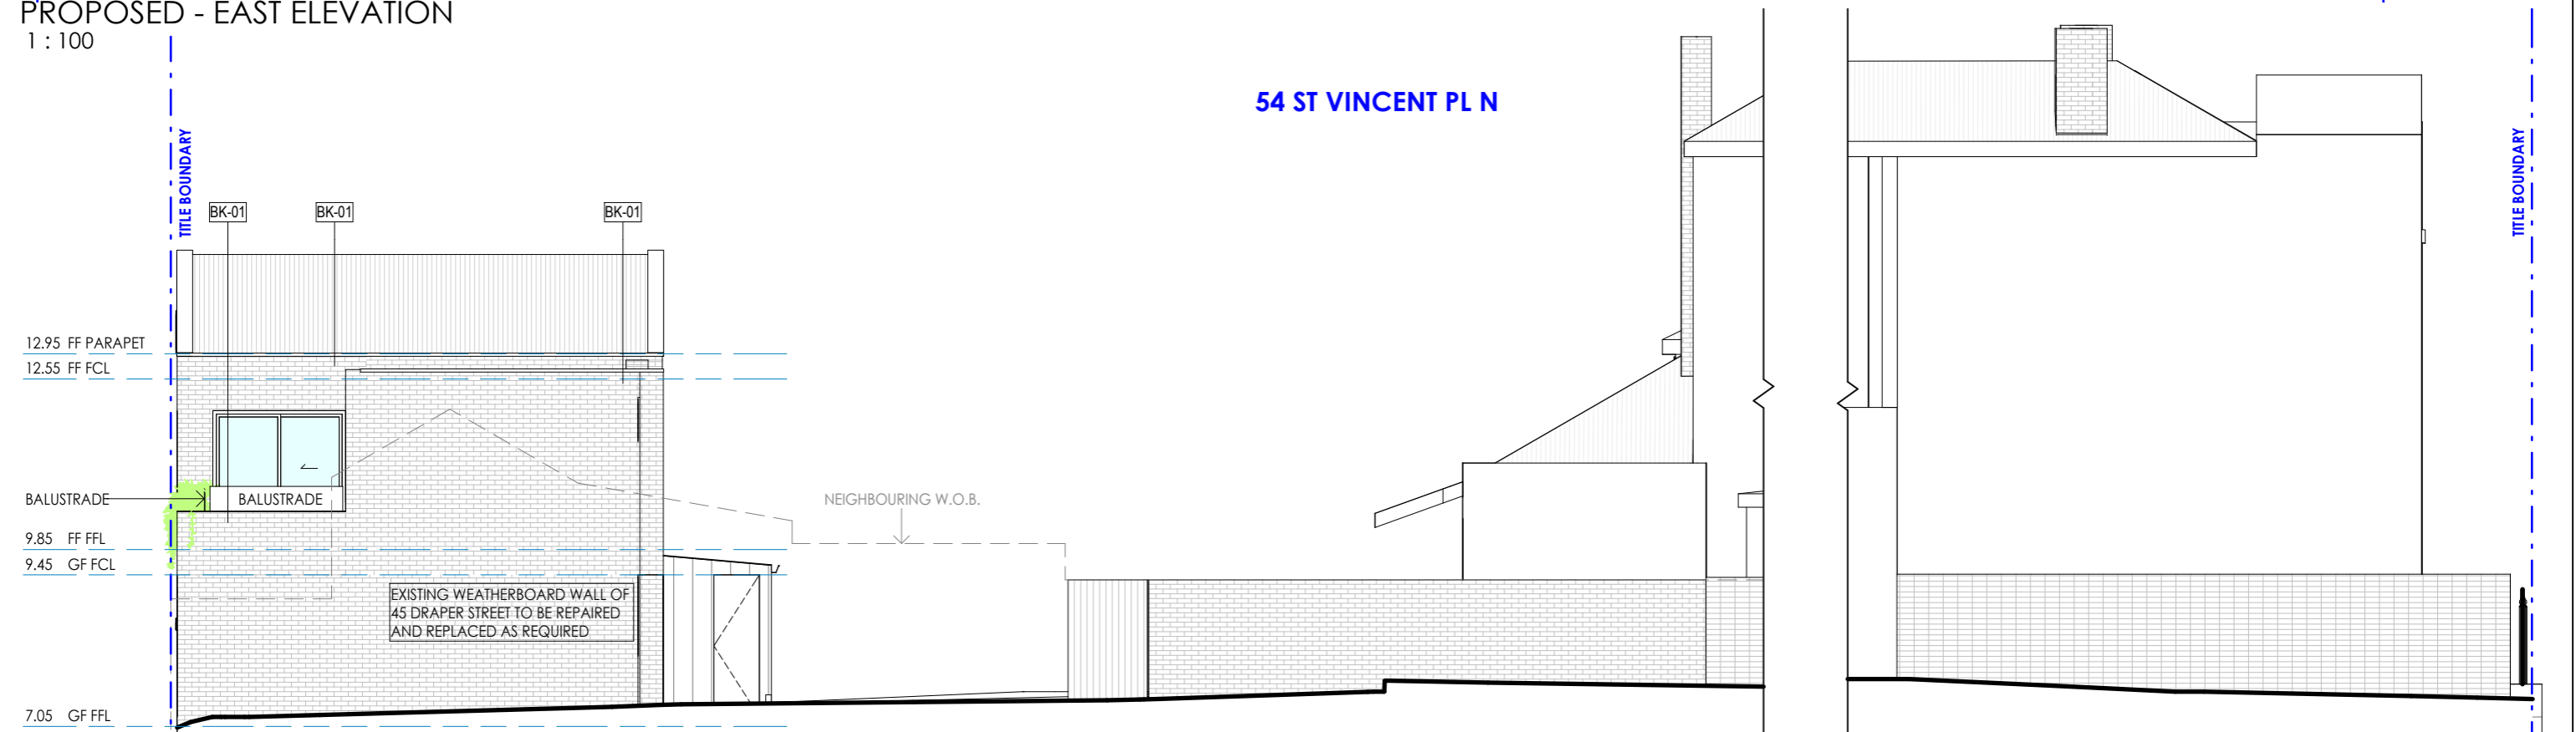 PROPOSED - EAST ELEVATION
1 : 100
54 ST VINCENT PL N
TITLE BOUNDARY
TITLE BOUNDARY
BK-01
BK-01
BK-01
12.95 FF PARAPET
12.55 FF FCL
BALUSTRADE
BALUSTRADE
NEIGHBOURING W.O.B.
9.85 FF FFL
9.45 GF FCL
EXISTING WEATHERBOARD WALL OF
45 DRAPER STREET TO BE REPAIRED
AND REPLACED AS REQUIRED
7.05 GF FFL